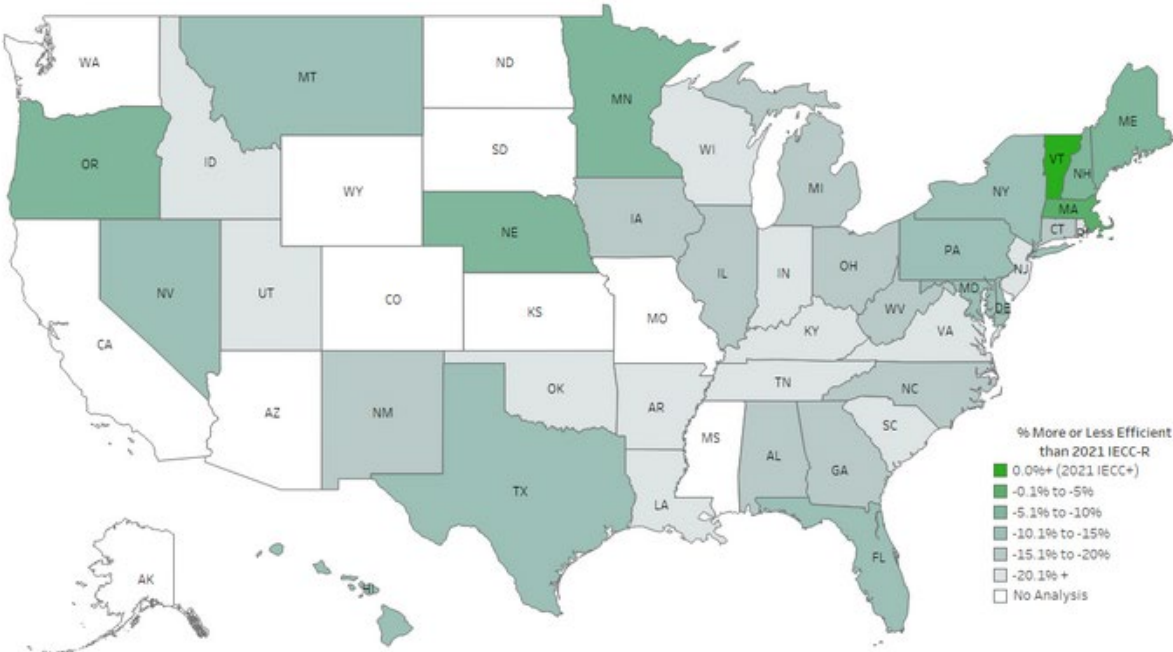 WA
MT
ND
MN
ME
OR
ID
SD
WI
VT
NH
WY
MI
NY
MA
IA
CT
RI
NE
PA
NV
UT
IL
IN
OH
NJ
CO
MD
DE
KS
MO
WV
CA
KY
VA
OK
TN
NC
AZ
NM
AR
SC
MS
AL
GA
TX
LA
FL
AK
HI
% More or Less Efficient
than 2021 IECC-R
0.0%+ (2021 IECC+)
-0.1% to -5%
-5.1% to -10%
-10.1% to -15%
-15.1% to -20%
-20.1% +
No Analysis